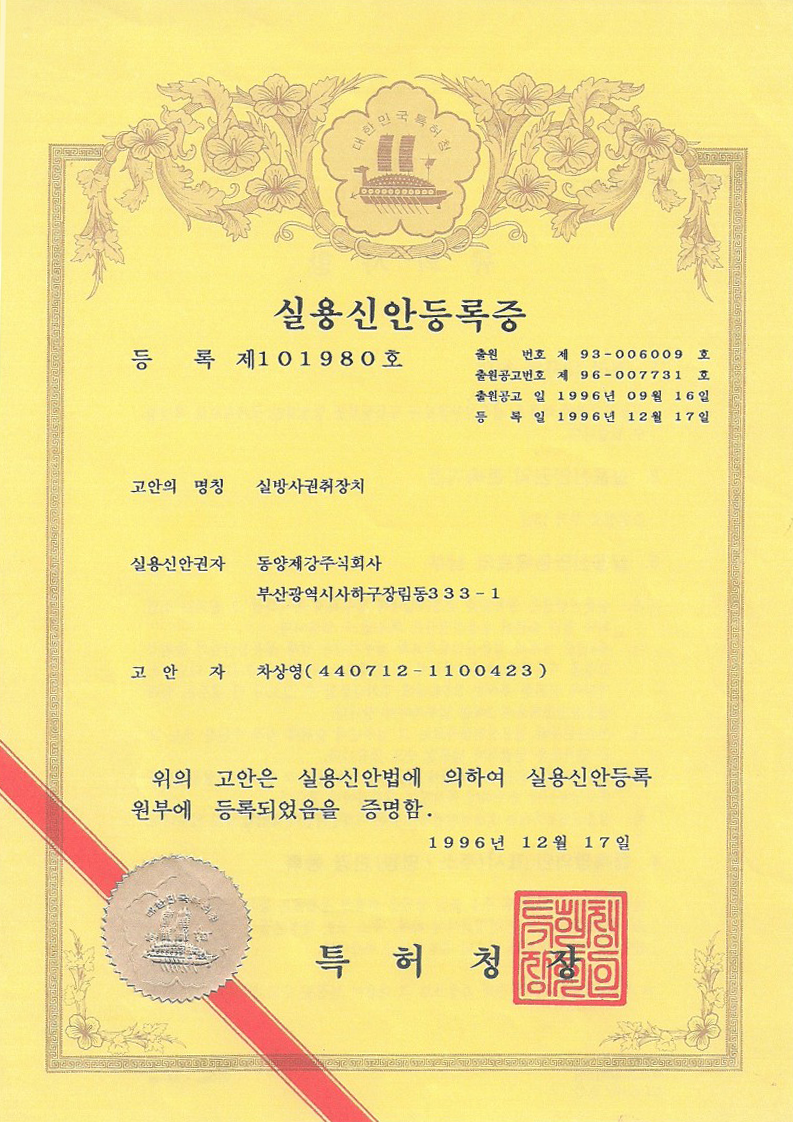 대한민국특허청
실용신안등록증
등 록 제101980호
출원 번호 제 93-006009 호
출원공고번호 제 96-007731 호
출원공고 일 1996년 09월 16일
등 록 일 1996년 12월 17일
고안의 명칭 실방사권취장치
실용신안권자 동양제강주식회사
부산광역시사하구장림동333-1
고 안 자 차상영(440712-1100423)
위의 고안은 실용신안법에 의하여 실용신안등록
원부에 등록되었음을 증명함.
1996년 12월 17일
특 허 청 장